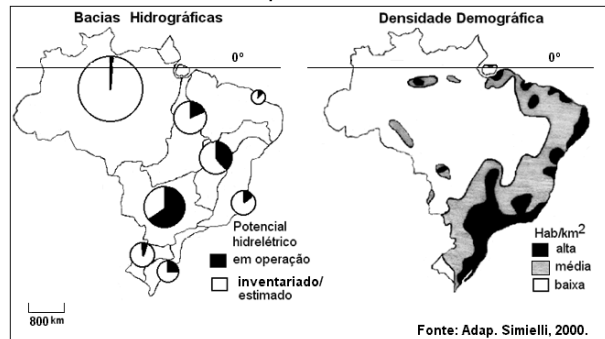 Bacias Hidrográficas
0°
Potencial
hidrelétrico
em operação
inventariado/
estimado
800 km
Densidade Demográfica
0°
Hab/km²
alta
média
baixa
Fonte: Adap. Simielli, 2000.